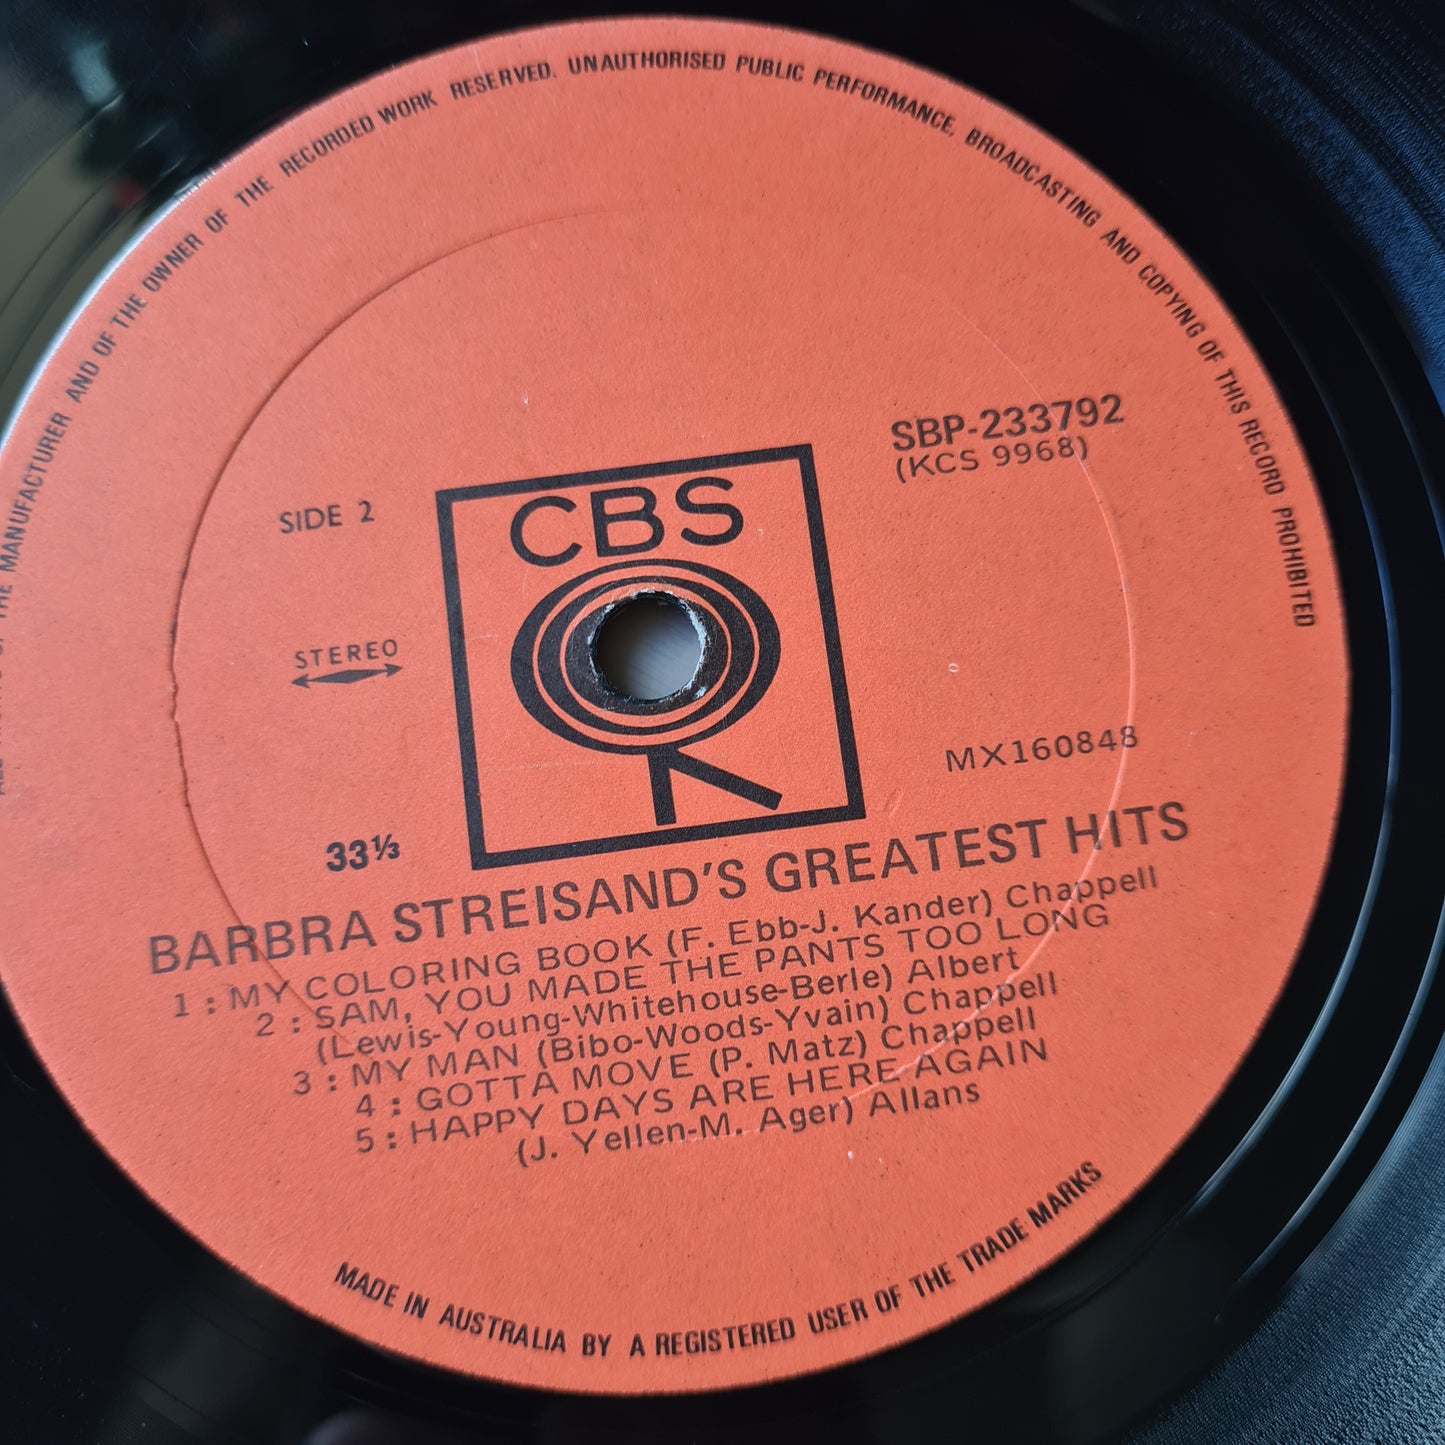 OF THE MANUFACTURER AND OF THE OWNER OF THE RECORDED WORK RESERVED. UNAUTHORISED PUBLIC PERFORMANCE, BROADCASTING AND COPYING OF THIS RECORD PROHIBITED
SBP-233792
(KCS 9968)
CBS
SIDE 2
STEREO
MX160848
33⅓
BARBRA STREISAND'S GREATEST HITS
1 : MY COLORING BOOK (F. Ebb-J. Kander) Chappell
2 : SAM, YOU MADE THE PANTS TOO LONG
(Lewis-Young-Whitehouse-Berle) Albert
3 : MY MAN (Bibo-Woods-Yvain) Chappell
4 : GOTTA MOVE (P. Matz) Chappell
5 : HAPPY DAYS ARE HERE AGAIN
(J. Yellen-M. Ager) Allans
MADE IN AUSTRALIA BY A REGISTERED USER OF THE TRADE MARKS